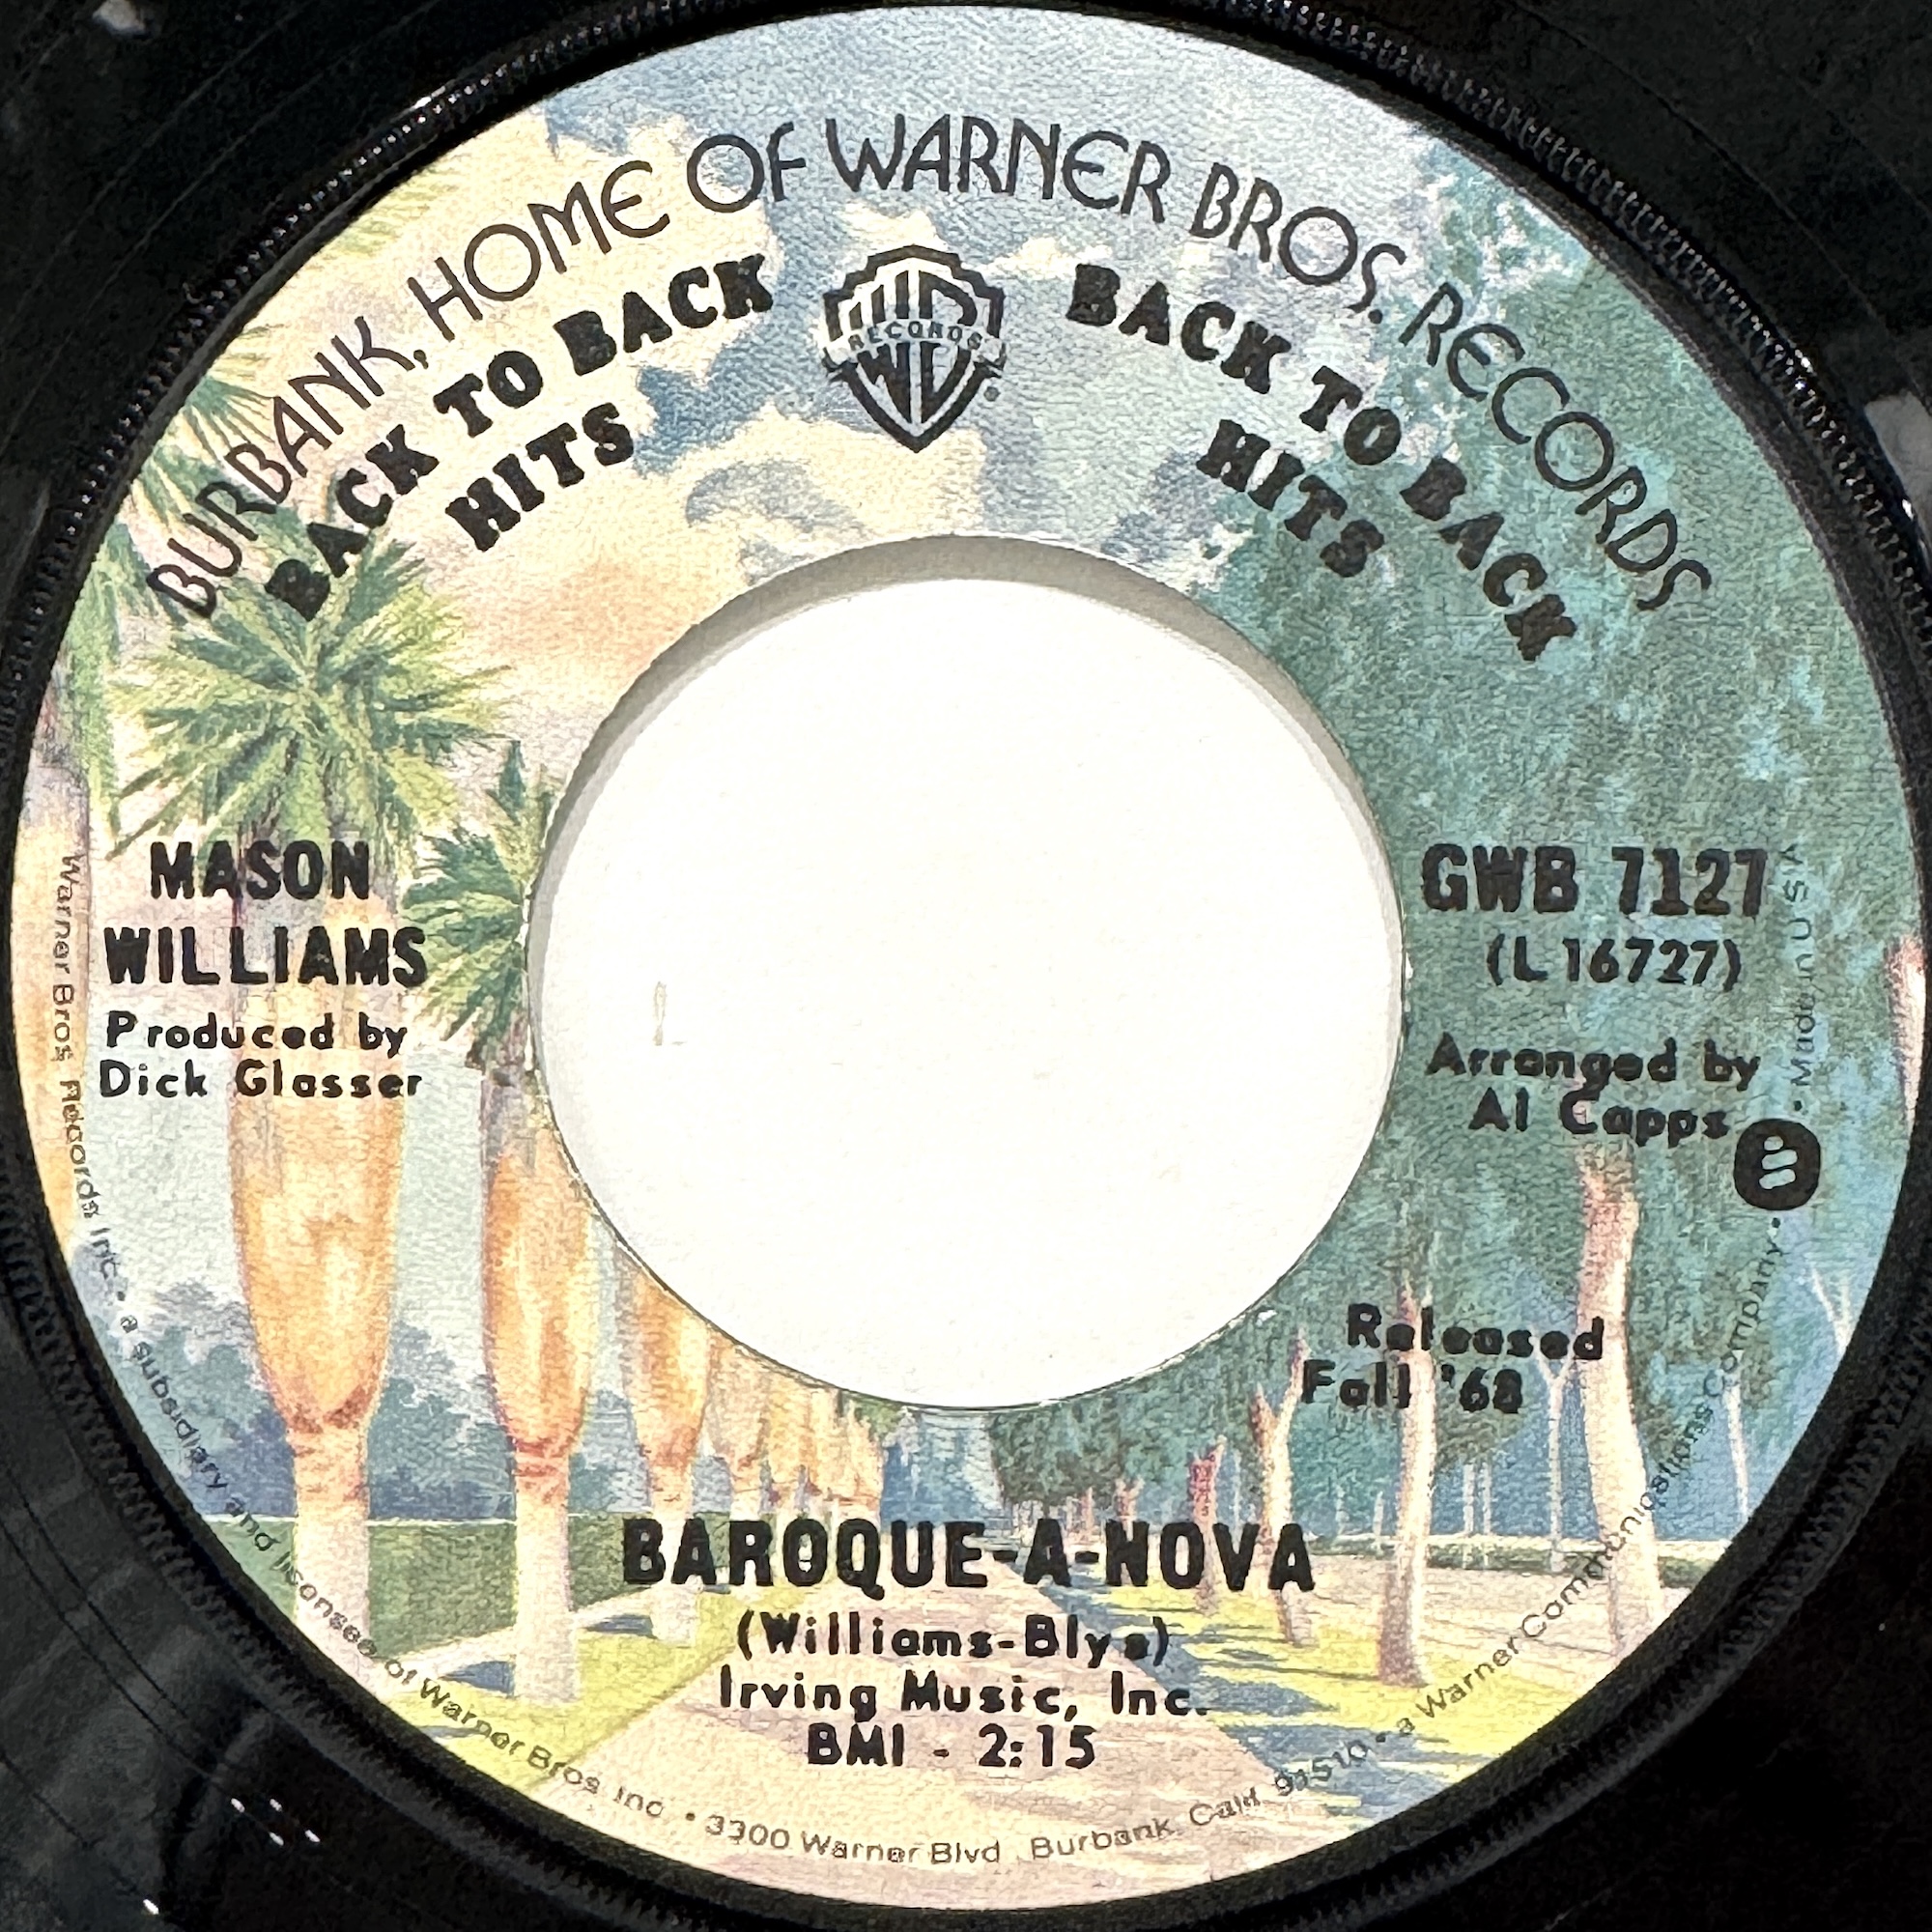 BURBANK, HOME OF WARNER BROS. RECORDS
BACK TO BACK
HITS
BACK TO BACK
HITS
RECORDS
MASON
WILLIAMS
Produced by
Dick Glasser
GWB 7127
(L 16727)
Arranged by
Al Capps
Released
Fall '68
BAROQUE-A-NOVA
(Williams-Blys)
Irving Music, Inc.
BMI - 2:15
Warner Bros. Records Inc. • a subsidiary and licensee of Warner Bros. Inc. • 3300 Warner Blvd., Burbank, Calif. 91510 • a Warner Communications Company • • Made in U.S.A.